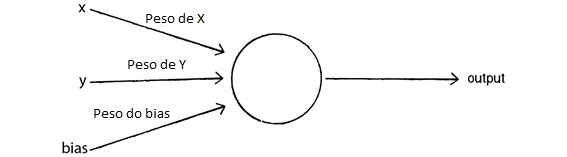 x
Peso de X
y
Peso de Y
output
Peso do bias
bias